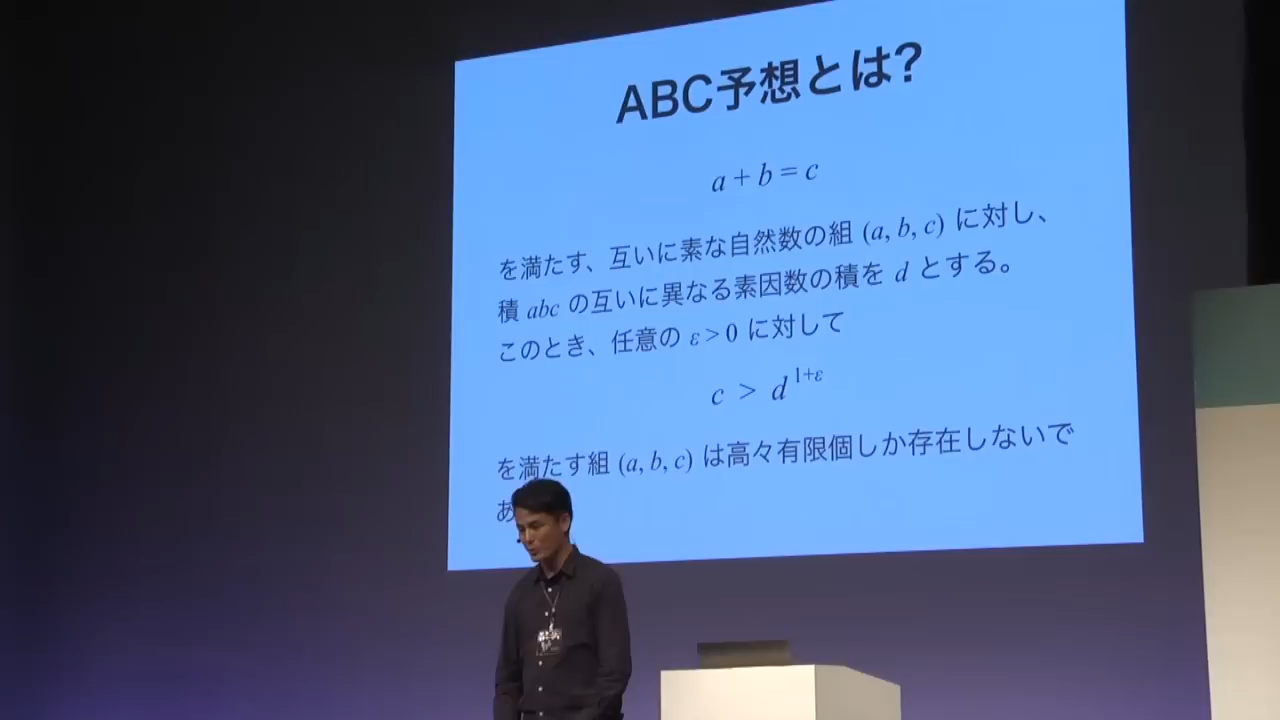 ABC予想とは?
a + b = c
を満たす、互いに素な自然数の組 (a, b, c) に対し、
積 abc の互いに異なる素因数の積を d とする。
このとき、任意の ε > 0 に対して
c > d^{1+ε}
を満たす組 (a, b, c) は高々有限個しか存在しないで
あ